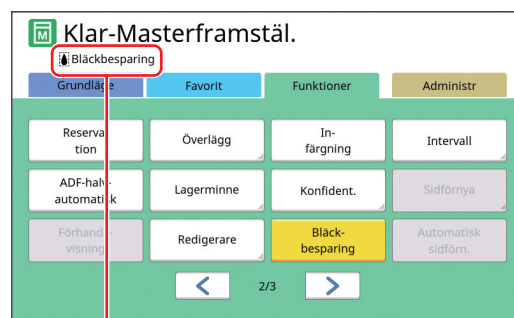 M
Klar-Masterframstäl.
Bläckbesparing
Grundläge
Favorit
Funktioner
Administr
Reserva-
tion
Överlägg
In-
färgning
Intervall
ADF-halv-
automatisk
Lagerminne
Konfident.
Sidförnya
Förhands-
visning
Redigerare
Bläck-
besparing
Automatisk
sidförn.
2/3